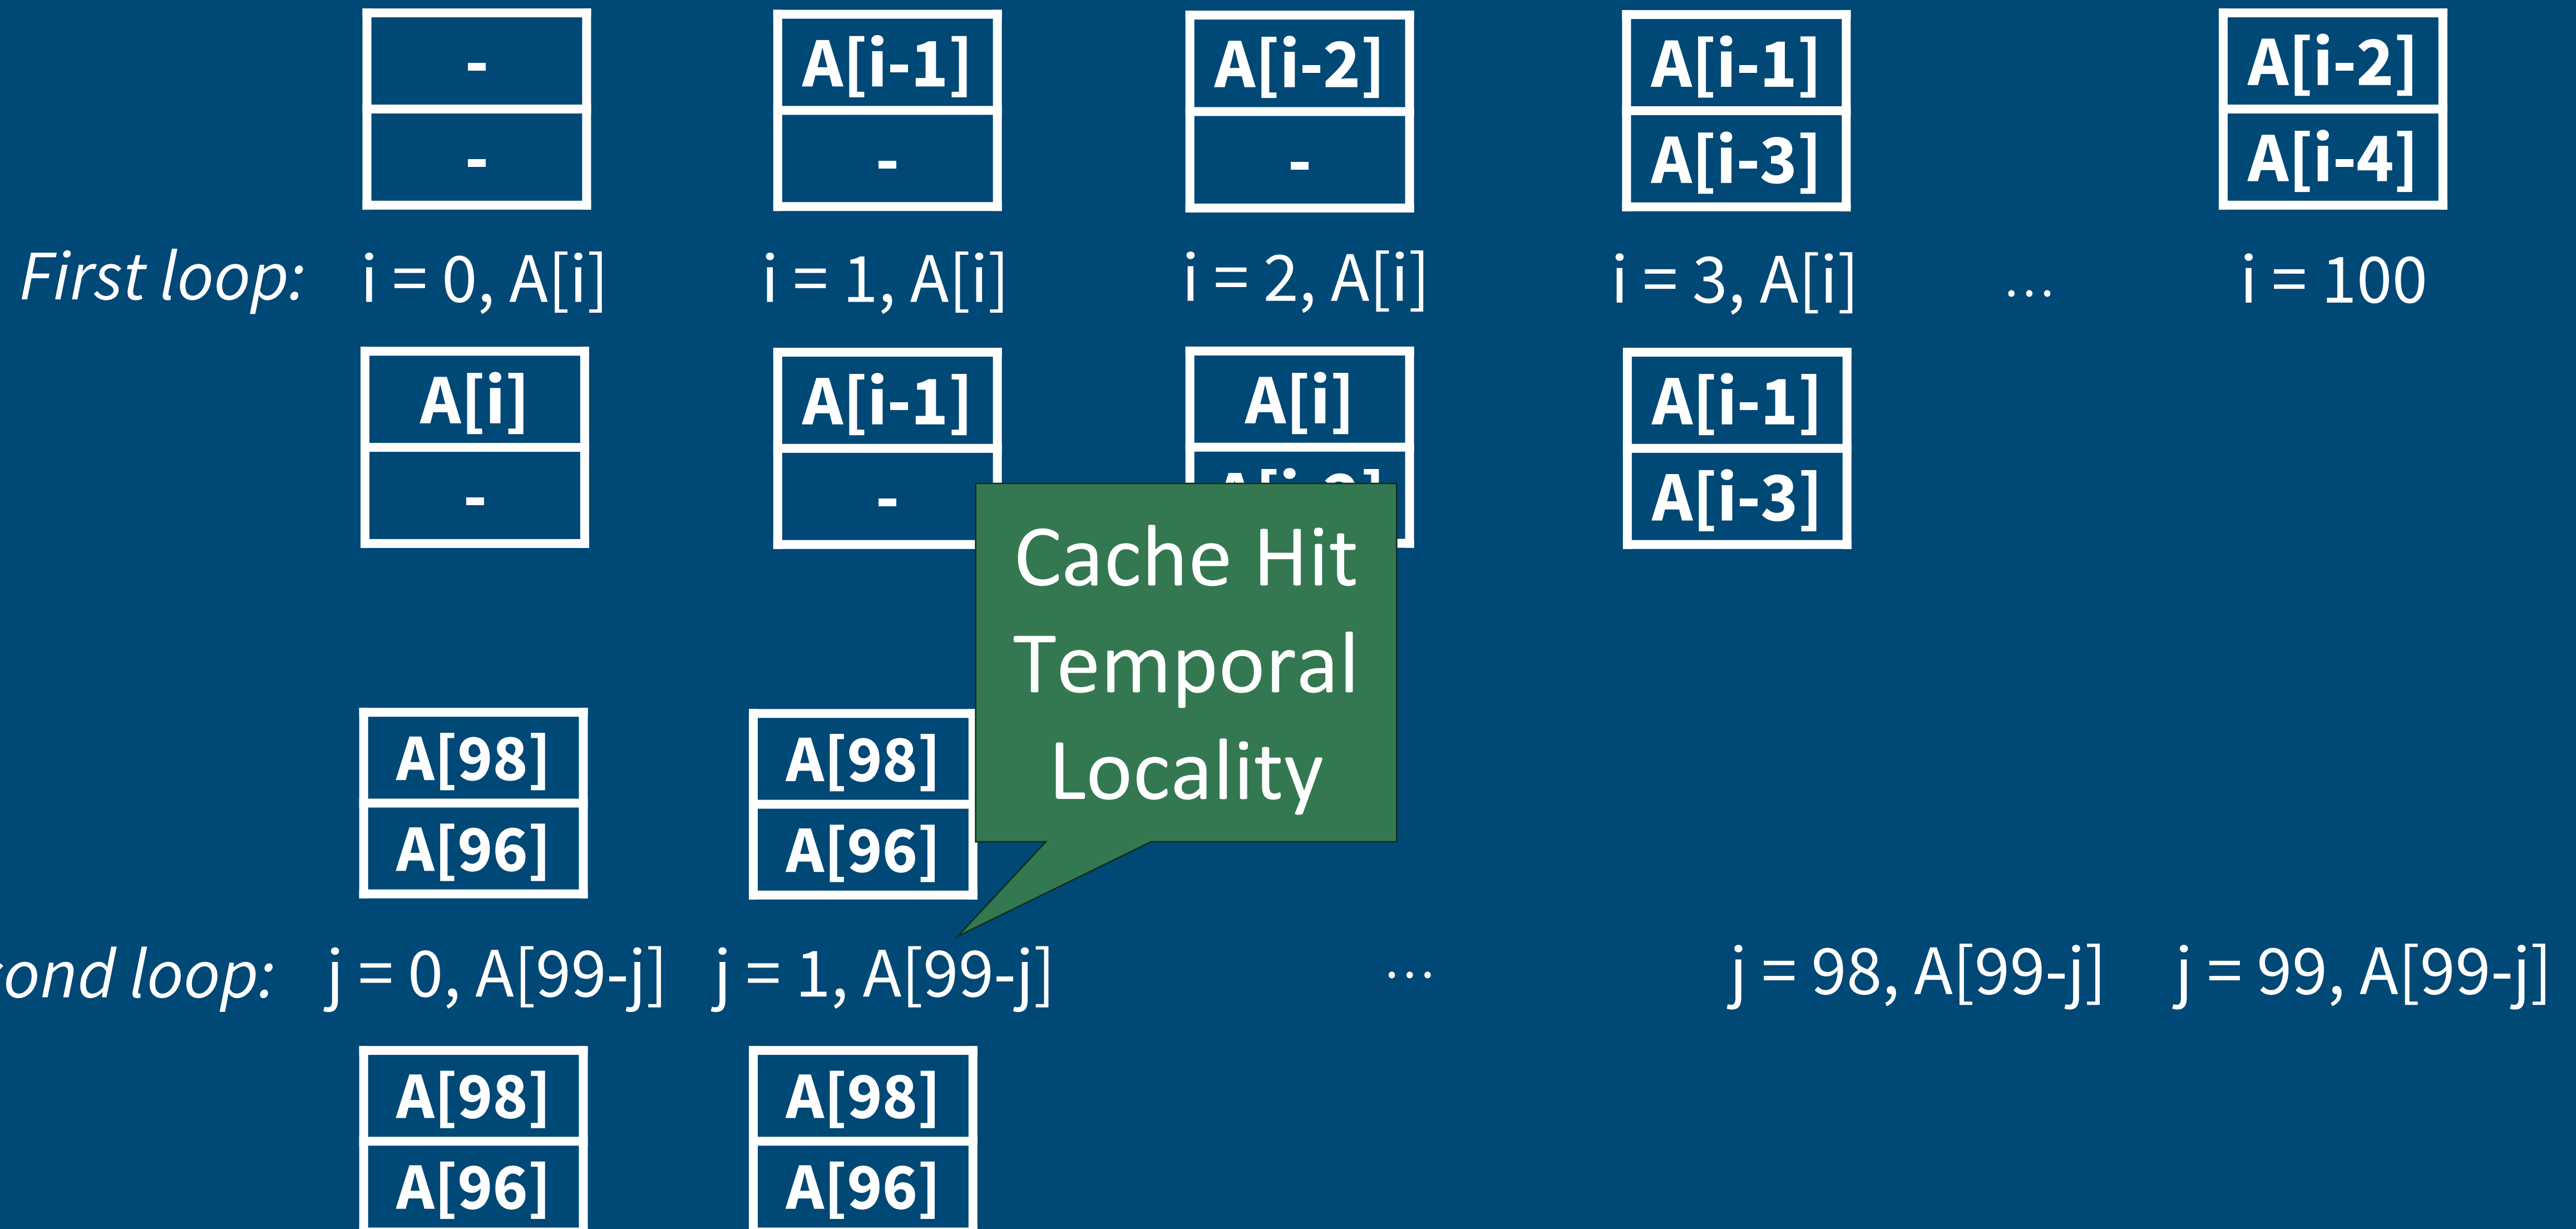 -
-
A[i-1]
-
A[i-2]
-
A[i-1]
A[i-3]
A[i-2]
A[i-4]
First loop: i = 0, A[i] i = 1, A[i] i = 2, A[i] i = 3, A[i] ... i = 100
A[i]
-
A[i-1]
-
A[i]
A[i-1]
A[i-3]
Cache Hit
Temporal
Locality
A[98]
A[96]
A[98]
A[96]
loop: j = 0, A[99-j] j = 1, A[99-j] ... j = 98, A[99-j] j = 99, A[99-j]
A[98]
A[96]
A[98]
A[96]